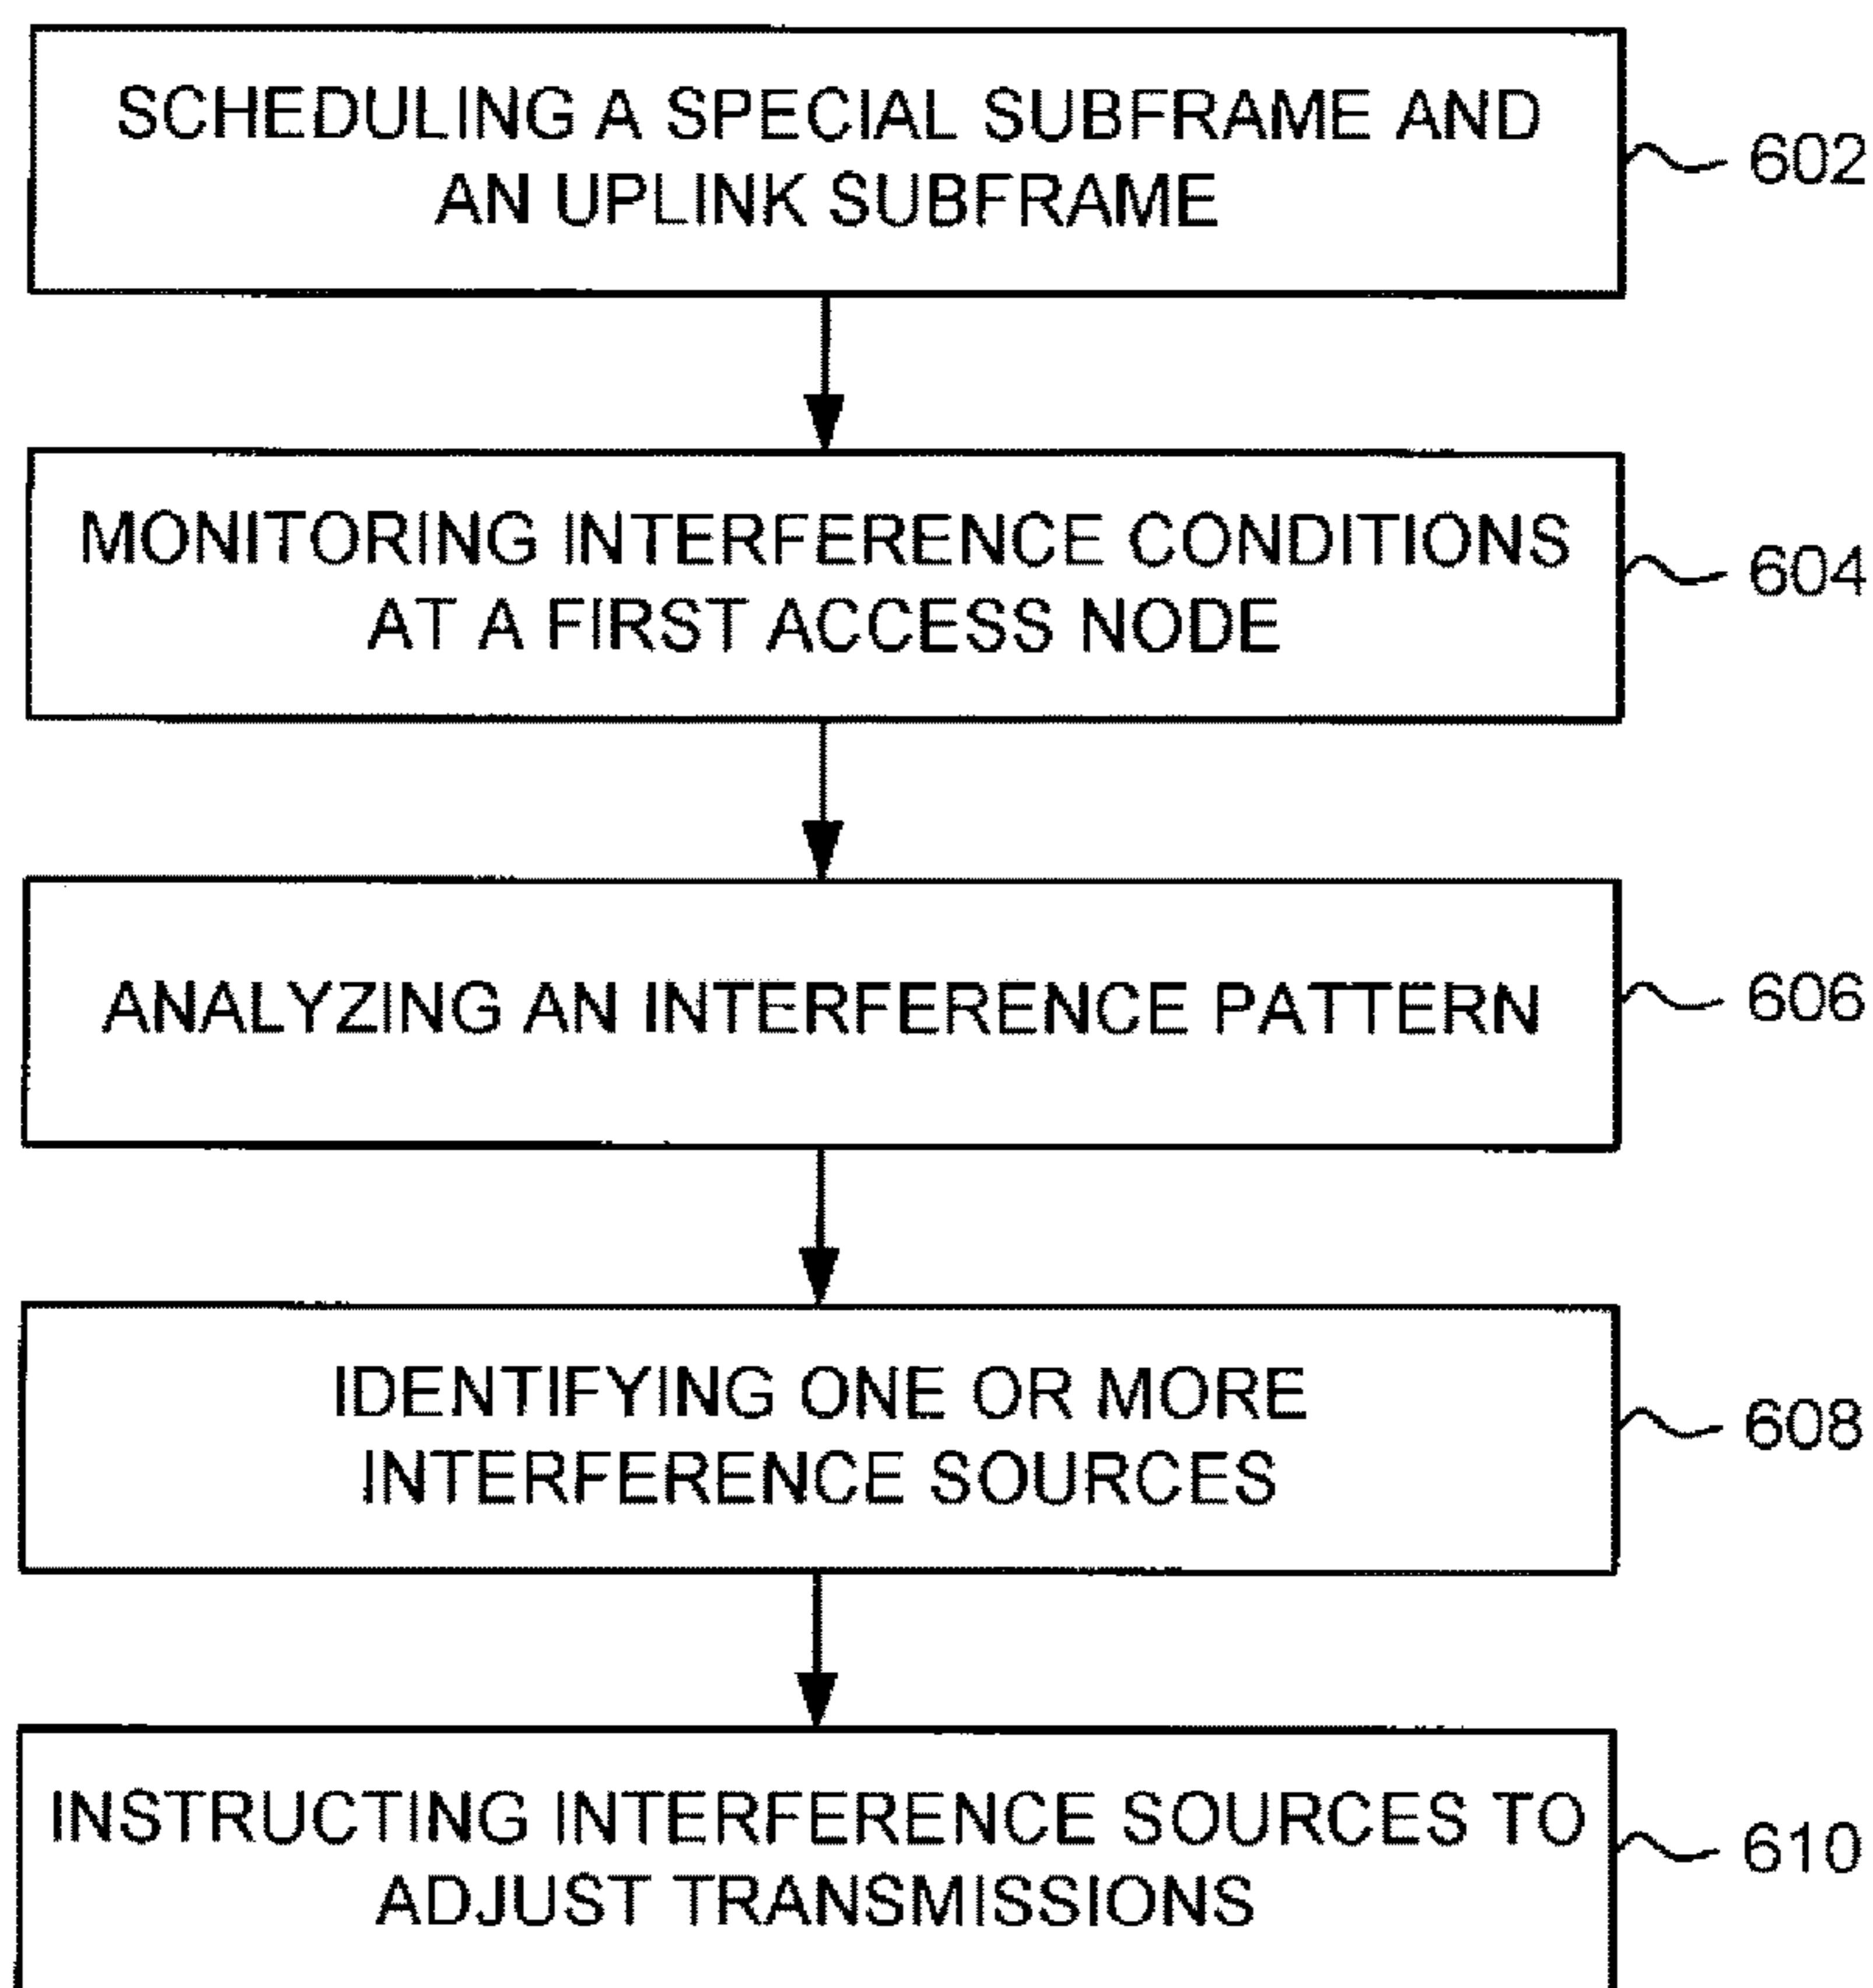 SCHEDULING A SPECIAL SUBFRAME AND
AN UPLINK SUBFRAME
602
MONITORING INTERFERENCE CONDITIONS
AT A FIRST ACCESS NODE
604
ANALYZING AN INTERFERENCE PATTERN
606
IDENTIFYING ONE OR MORE
INTERFERENCE SOURCES
608
INSTRUCTING INTERFERENCE SOURCES TO
ADJUST TRANSMISSIONS
610